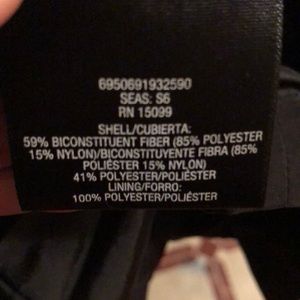 6950691932590
SEAS: S6
RN 15099
SHELL/CUBIERTA:
59% BICONSTITUENT FIBER (85% POLYESTER
15% NYLON)/BICONSTITUYENTE FIBRA (85%
POLIÉSTER 15% NYLON)
41% POLYESTER/POLIÉSTER
LINING/FORRO:
100% POLYESTER/POLIÉSTER